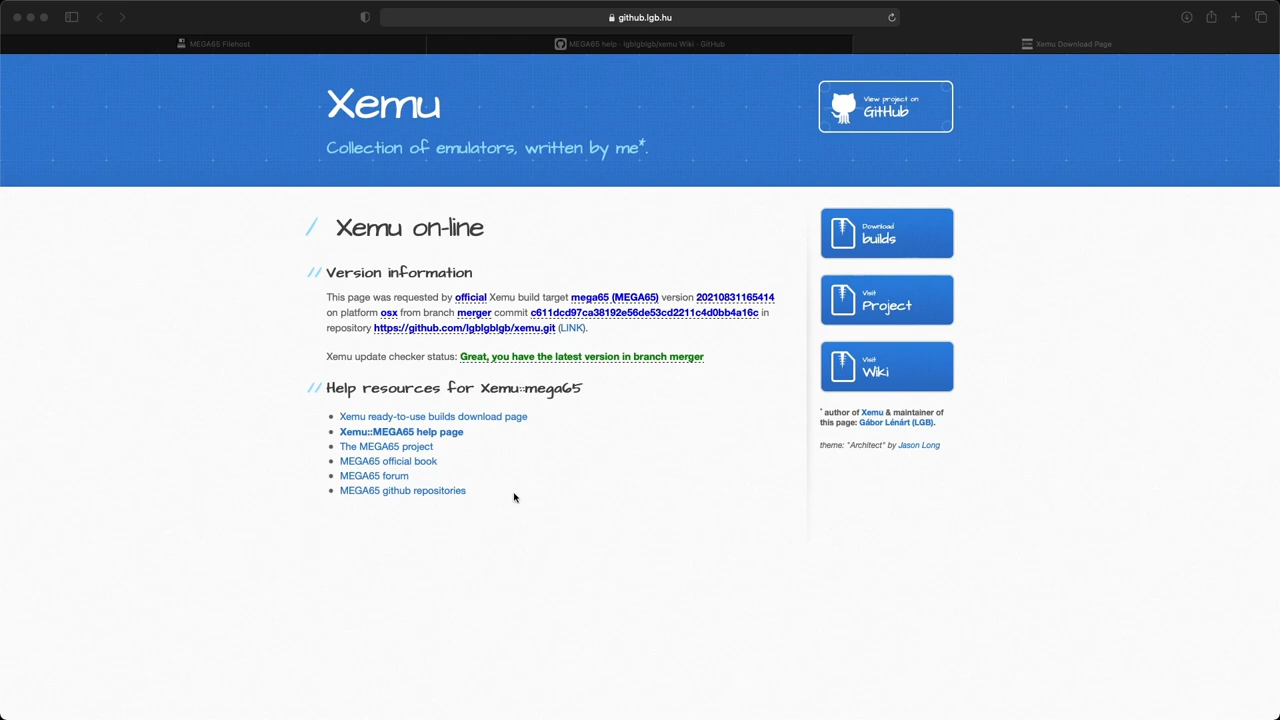 github.lgb.hu
MEGA65 Filehost
MEGA65 help · lgblgblgb/xemu Wiki · GitHub
Xemu Download Page
Xemu
Collection of emulators, written by me*.
View project on
GitHub
Xemu on-line
Version information
This page was requested by official Xemu build target mega65 (MEGA65) version 20210831165414
on platform osx from branch merger commit c611dcd97ca38192e56de53cd2211c4d0bb4a16c in
repository https://github.com/lgblgblgb/xemu.git (LINK).
Xemu update checker status: Great, you have the latest version in branch merger
Help resources for Xemu::mega65
Xemu ready-to-use builds download page
Xemu::MEGA65 help page
The MEGA65 project
MEGA65 official book
MEGA65 forum
MEGA65 github repositories
Download
builds
Visit
Project
Visit
Wiki
* author of Xemu & maintainer of
this page: Gábor Lénárt (LGB).
theme: "Architect" by Jason Long